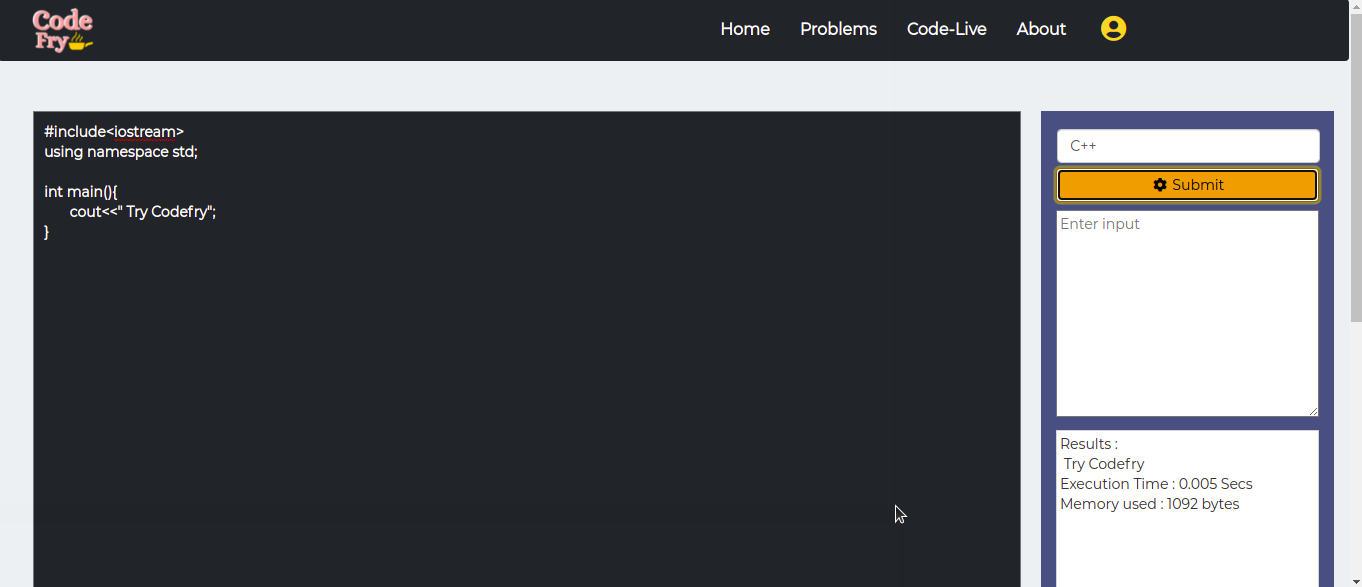 Code
Fry
Home Problems Code-Live About
#include<iostream>
using namespace std;
int main(){
cout<<" Try Codefry";
}
C++
Submit
Enter input
Results :
Try Codefry
Execution Time : 0.005 Secs
Memory used : 1092 bytes